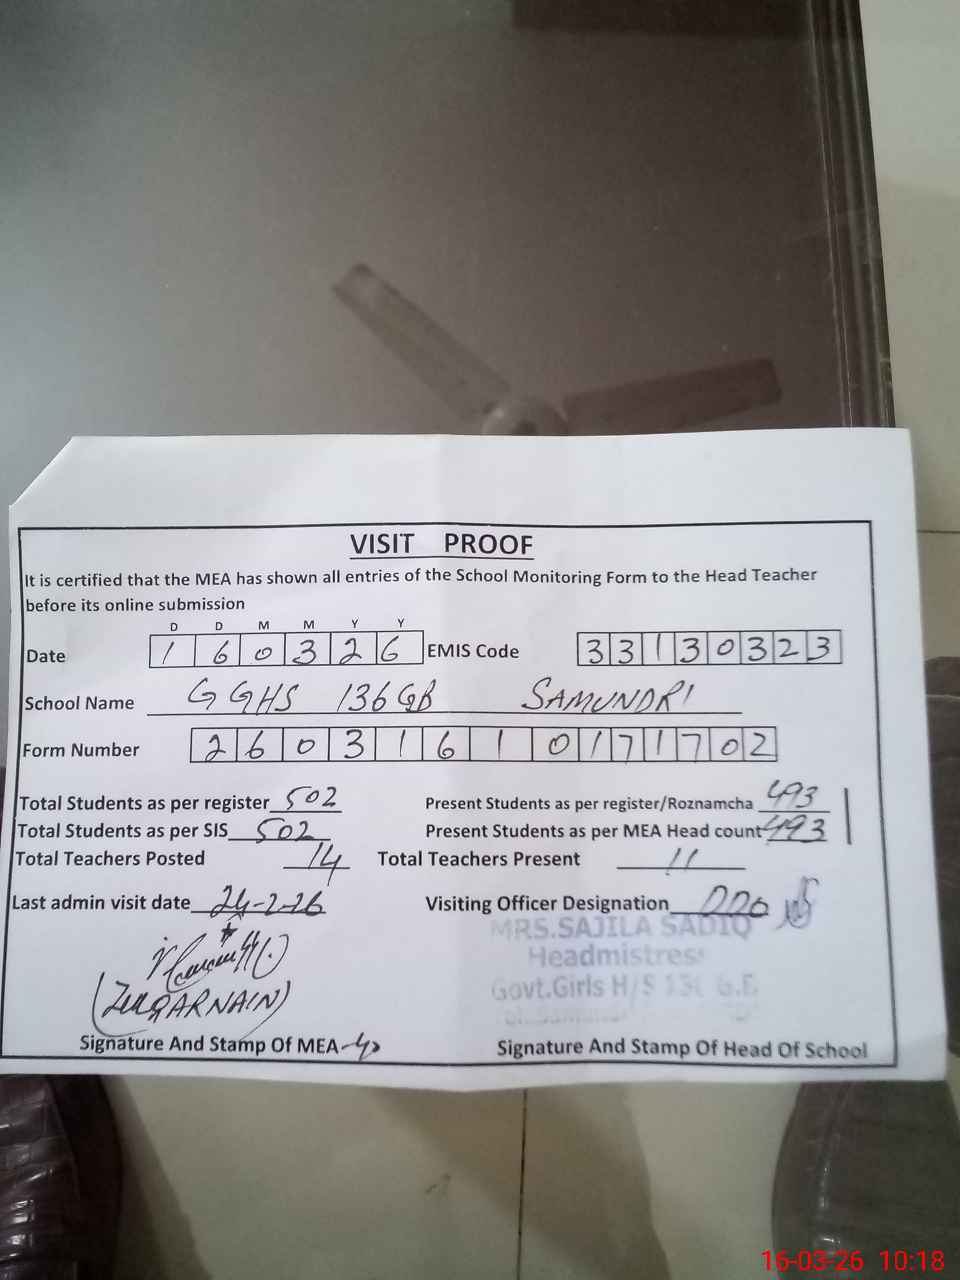 VISIT PROOF
It is certified that the MEA has shown all entries of the School Monitoring Form to the Head Teacher
before its online submission
D D M M Y Y
Date 1 6 0 3 2 6 EMIS Code 3 3 1 3 0 3 2 3
School Name GGHS 136 GB SAMUNDRI
Form Number 2 6 0 3 1 6 1 0 1 7 1 7 0 2
Total Students as per register 502 Present Students as per register/Roznamcha 493
Total Students as per SIS 502 Present Students as per MEA Head count 493
Total Teachers Posted 14 Total Teachers Present 11
Last admin visit date 24-2-26 Visiting Officer Designation
MRS.SAJILA SADIQ
Headmistress
Govt.Girls H/S
(ZULQARNAIN)
Signature And Stamp Of MEA Signature And Stamp Of Head Of School
16-03-26 10:18